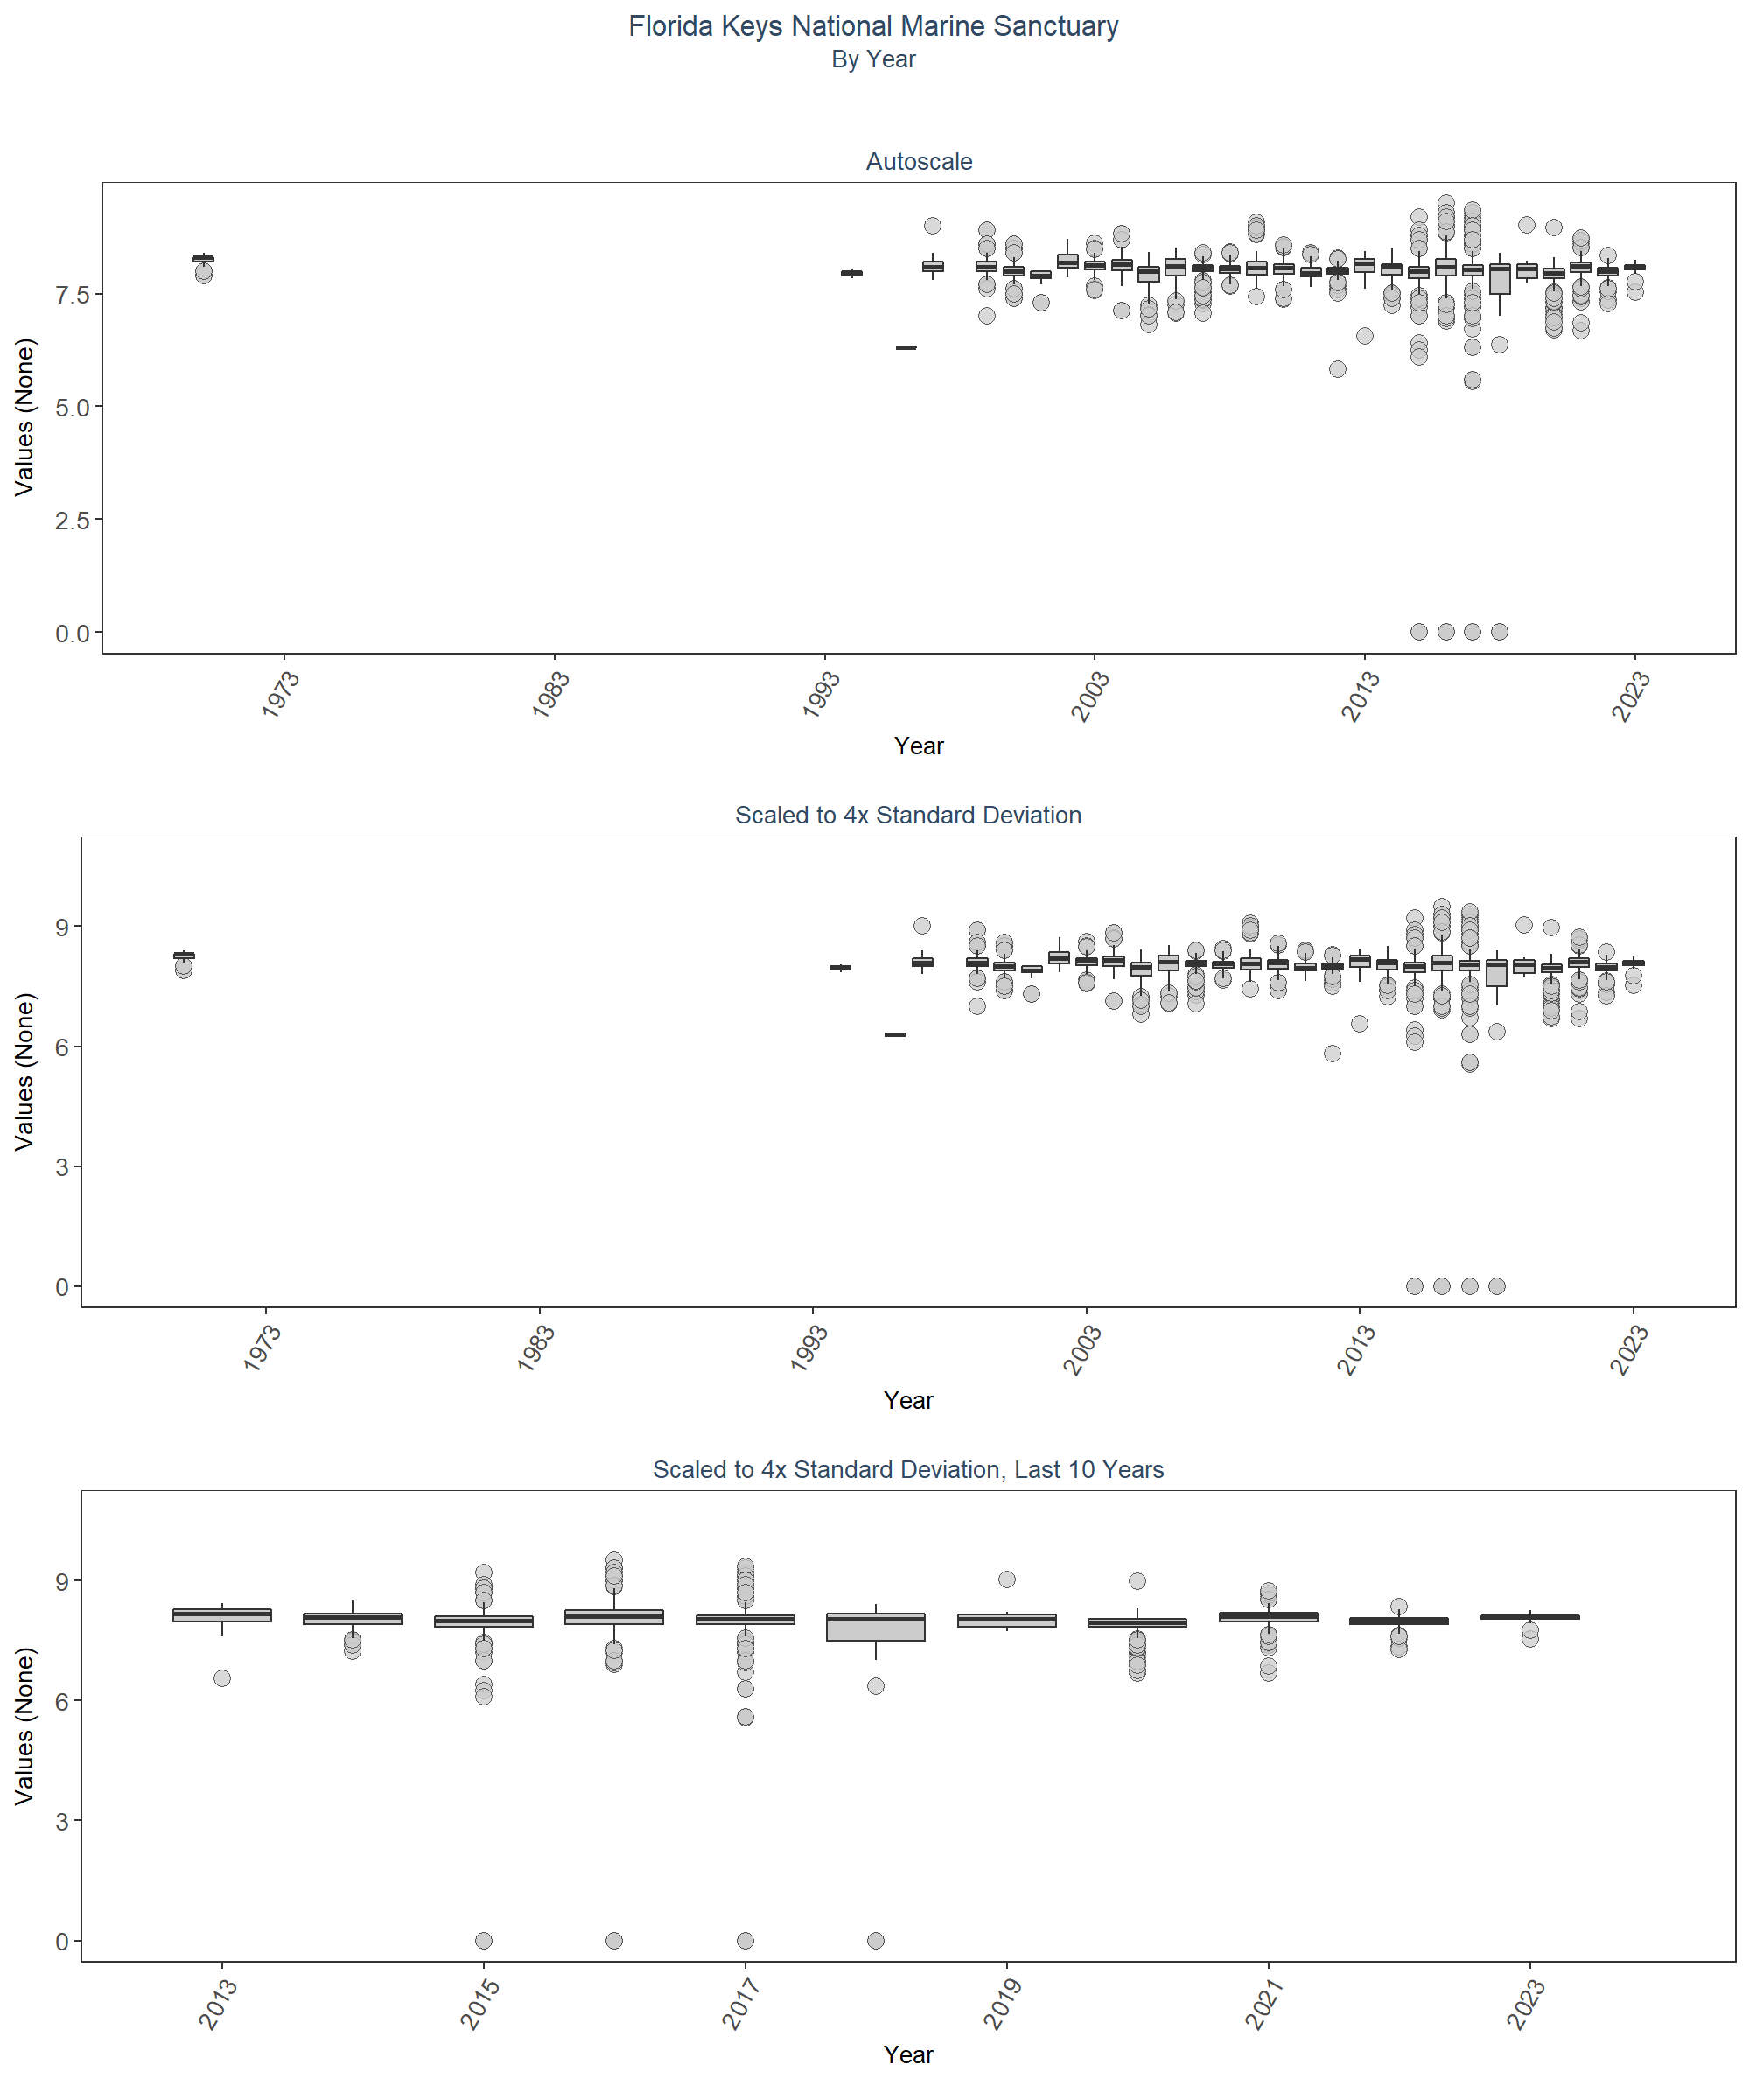 Florida Keys National Marine Sanctuary
By Year
Autoscale
Values (None)
7.5
5.0
2.5
0.0
1973
1983
1993
2003
2013
2023
Year
Scaled to 4x Standard Deviation
Values (None)
9
6
3
0
1973
1983
1993
2003
2013
2023
Year
Scaled to 4x Standard Deviation, Last 10 Years
Values (None)
9
6
3
0
2013
2015
2017
2019
2021
2023
Year